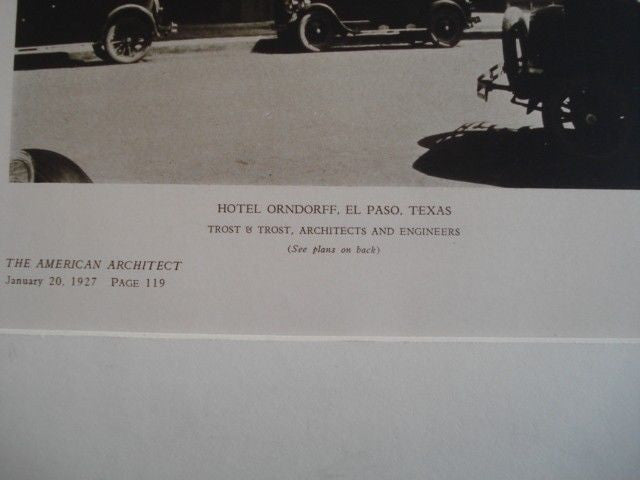 HOTEL ORNDORFF, EL PASO, TEXAS
TROST & TROST, ARCHITECTS AND ENGINEERS
(See plans on back)
THE AMERICAN ARCHITECT
January 20, 1927 PAGE 119